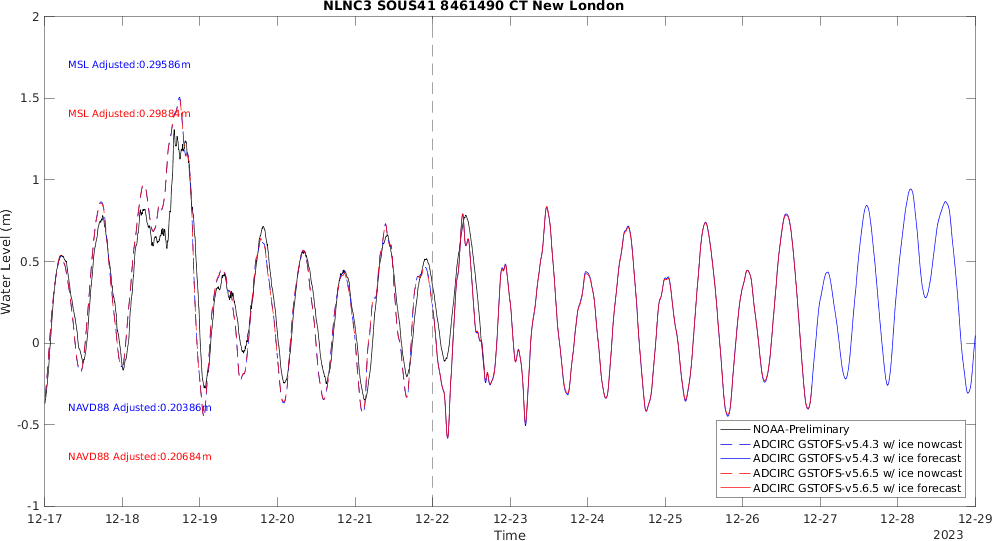 NLNC3 SOUS41 8461490 CT New London
2
1.5
1
0.5
0
-0.5
-1
Water Level (m)
MSL Adjusted:0.29586m
MSL Adjusted:0.29884m
NAVD88 Adjusted:0.20386m
NAVD88 Adjusted:0.20684m
NOAA-Preliminary
ADCIRC GSTOFS-v5.4.3 w/ ice nowcast
ADCIRC GSTOFS-v5.4.3 w/ ice forecast
ADCIRC GSTOFS-v5.6.5 w/ ice nowcast
ADCIRC GSTOFS-v5.6.5 w/ ice forecast
12-17 12-18 12-19 12-20 12-21 12-22 12-23 12-24 12-25 12-26 12-27 12-28 12-29
Time
2023